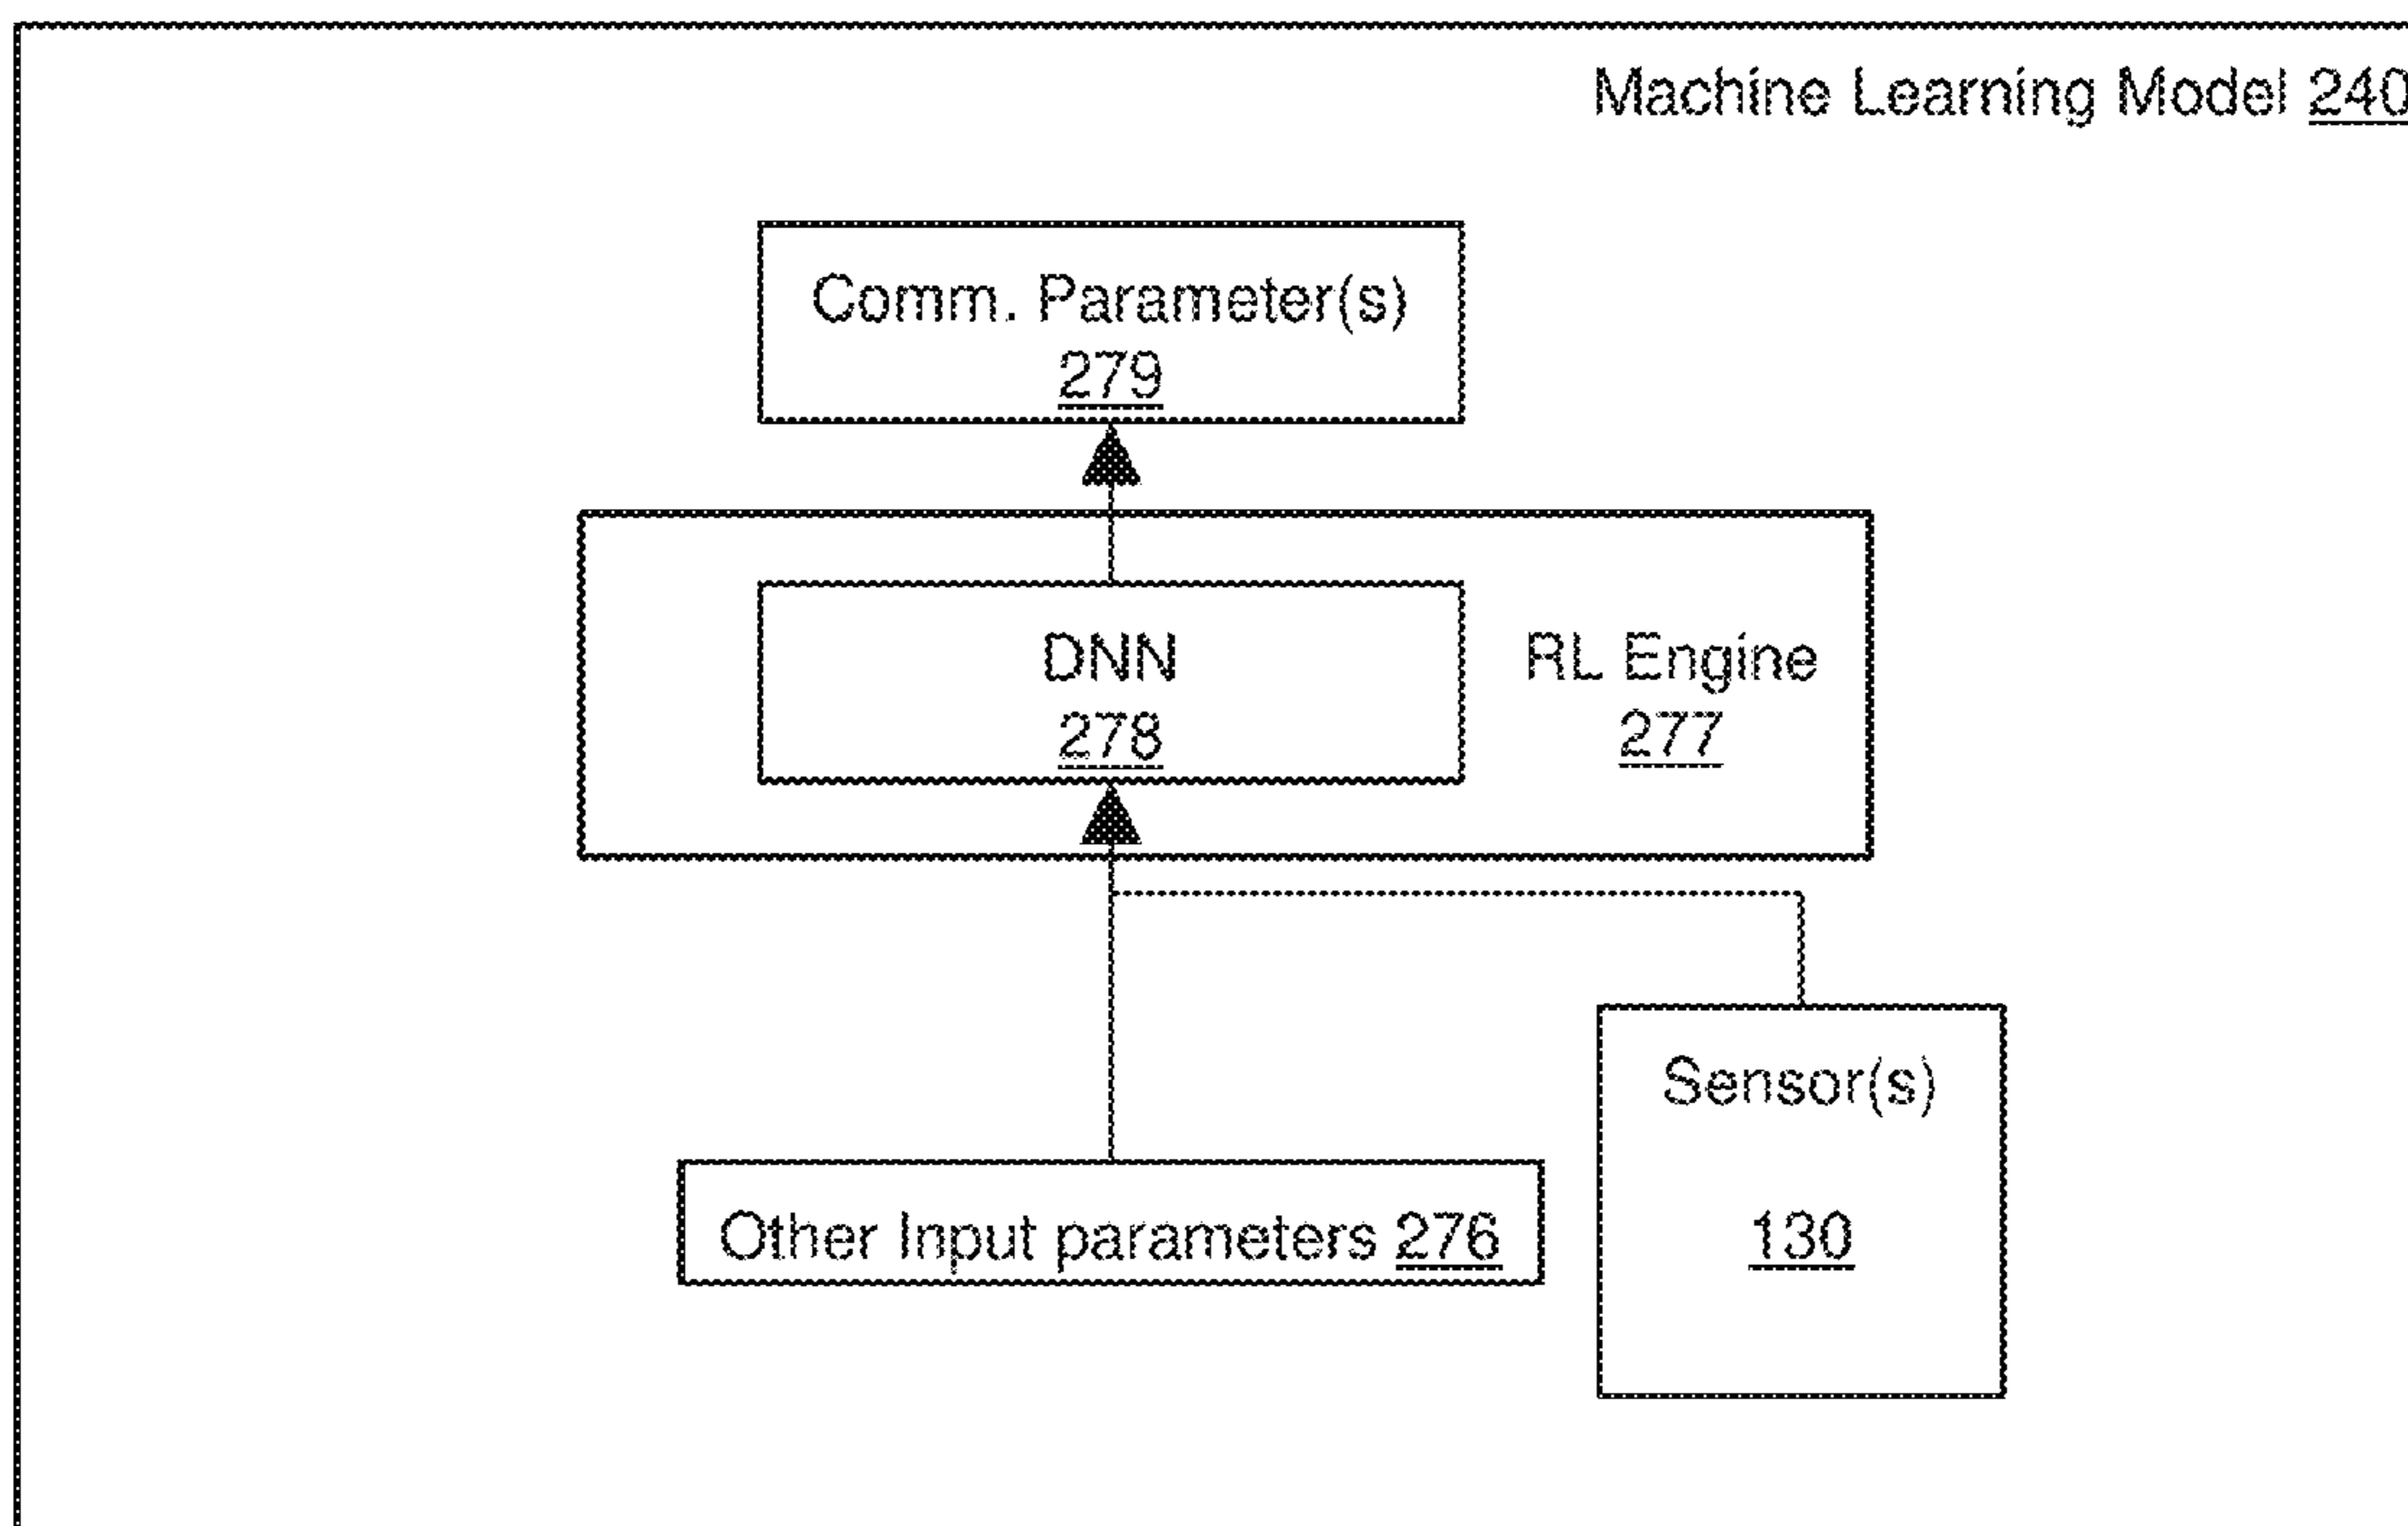 Machine Learning Model 240
Comm. Parameter(s)
279
DNN
278
RL Engine
277
Sensor(s)
130
Other Input parameters 276